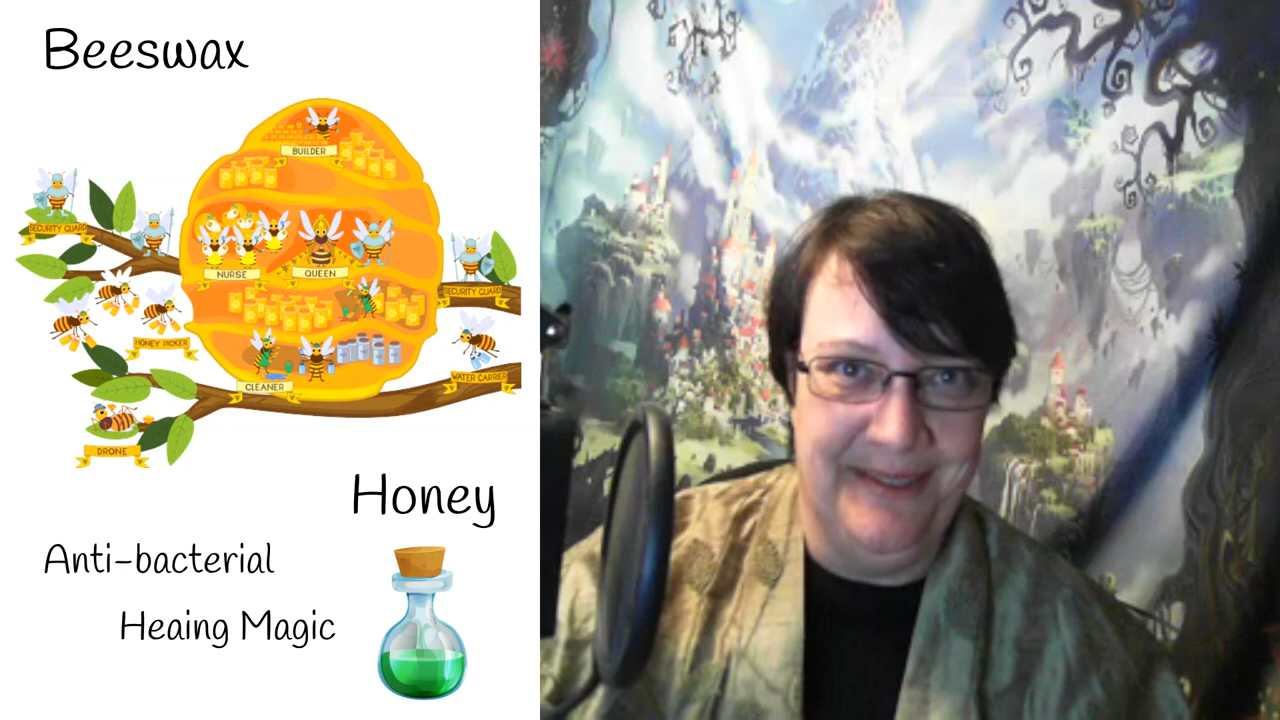 Beeswax
BUILDER
SECURITY GUARD
NURSE
QUEEN
SECURITY GUARD
HONEY PICKER
CLEANER
WATER CARRIER
DRONE
Honey
Anti-bacterial
Heaing Magic